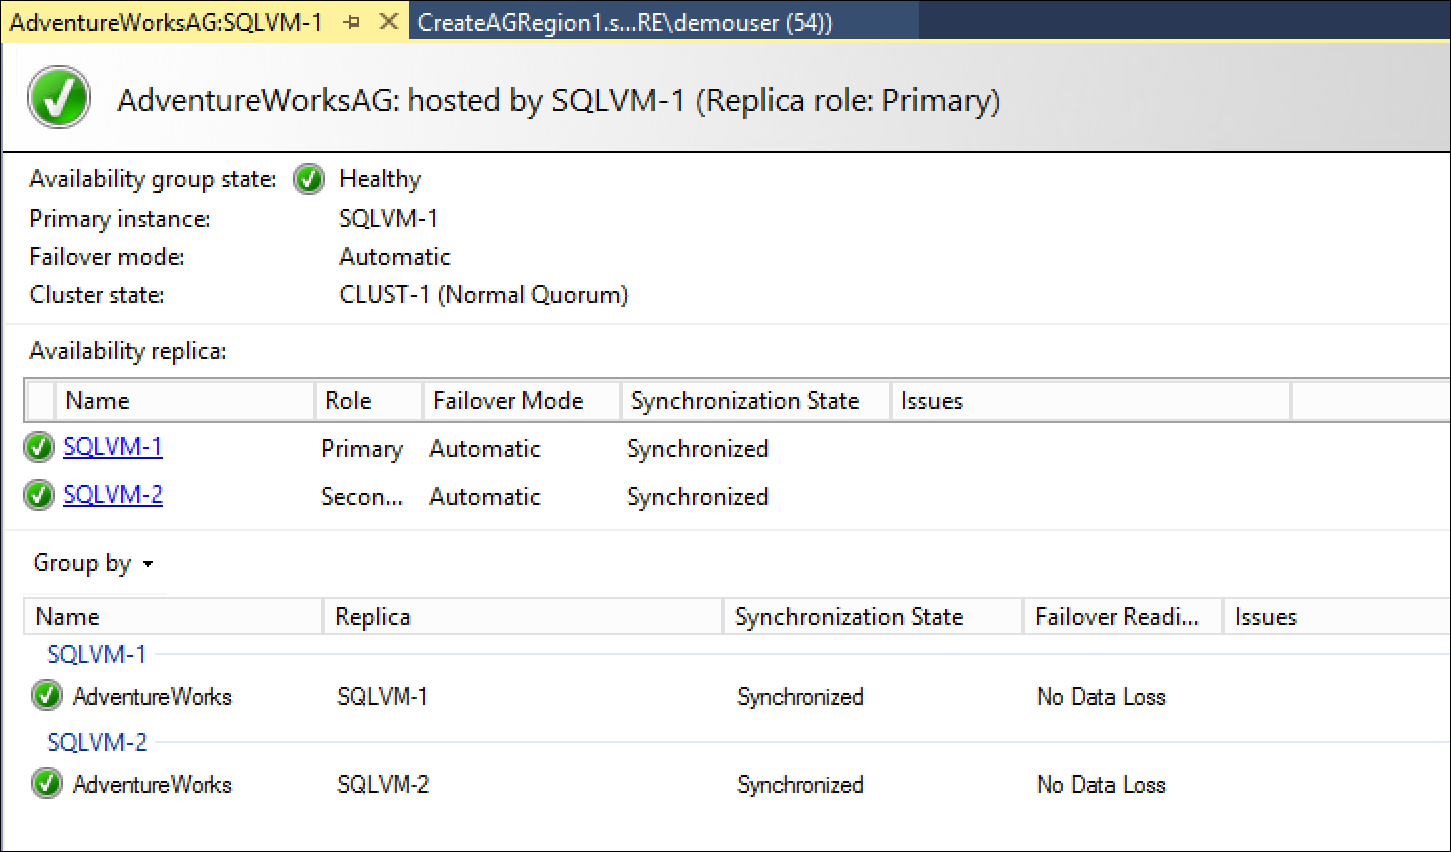 AdventureWorksAG:SQLVM-1 CreateAGRegion1.s...RE\demouser (54))
AdventureWorksAG: hosted by SQLVM-1 (Replica role: Primary)
Availability group state: Healthy
Primary instance: SQLVM-1
Failover mode: Automatic
Cluster state: CLUST-1 (Normal Quorum)
Availability replica:
Name Role Failover Mode Synchronization State Issues
SQLVM-1 Primary Automatic Synchronized
SQLVM-2 Secon... Automatic Synchronized
Group by
Name Replica Synchronization State Failover Readi... Issues
SQLVM-1
AdventureWorks SQLVM-1 Synchronized No Data Loss
SQLVM-2
AdventureWorks SQLVM-2 Synchronized No Data Loss